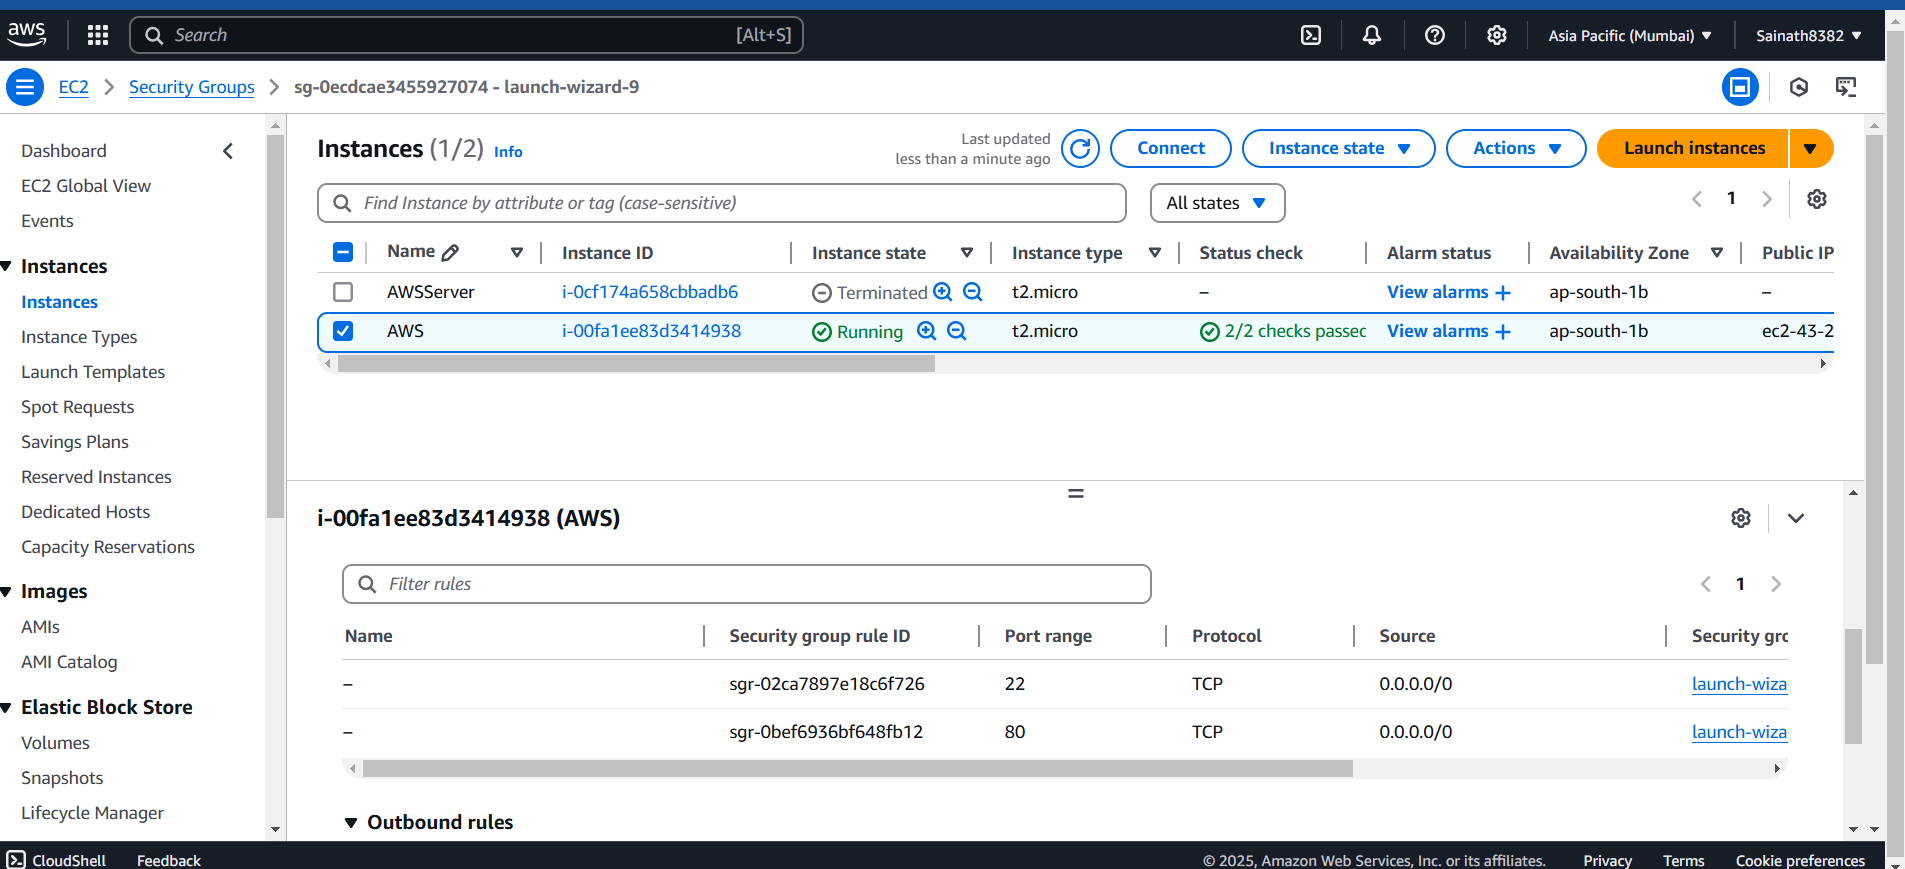 aws
Search [Alt+S]
Asia Pacific (Mumbai)
Sainath8382
EC2 Security Groups sg-0ecdcae3455927074 - launch-wizard-9
Dashboard
EC2 Global View
Events
Instances
Instances
Instance Types
Launch Templates
Spot Requests
Savings Plans
Reserved Instances
Dedicated Hosts
Capacity Reservations
Images
AMIs
AMI Catalog
Elastic Block Store
Volumes
Snapshots
Lifecycle Manager
Instances (1/2) Info
Last updated
less than a minute ago
Connect
Instance state
Actions
Launch instances
Find Instance by attribute or tag (case-sensitive)
All states
1
Name Instance ID Instance state Instance type Status check Alarm status Availability Zone Public IP
AWSServer i-0cf174a658cbbadb6 Terminated t2.micro – View alarms + ap-south-1b –
AWS i-00fa1ee83d3414938 Running t2.micro 2/2 checks passec View alarms + ap-south-1b ec2-43-2
i-00fa1ee83d3414938 (AWS)
Filter rules
1
Name Security group rule ID Port range Protocol Source Security gro
– sgr-02ca7897e18c6f726 22 TCP 0.0.0.0/0 launch-wiza
– sgr-0bef6936bf648fb12 80 TCP 0.0.0.0/0 launch-wiza
Outbound rules
CloudShell Feedback © 2025, Amazon Web Services, Inc. or its affiliates. Privacy Terms Cookie preferences